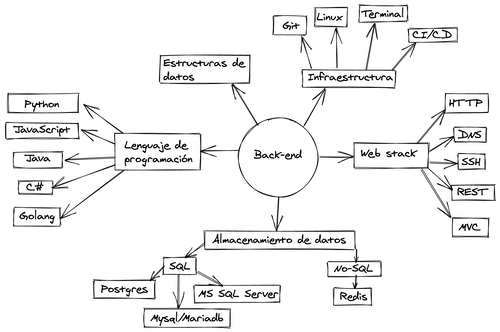 Git
Linux
Terminal
CI/CD
Infraestructura
Estructuras de
datos
Python
JavaScript
Java
C#
Golang
Lenguaje de
programación
Back-end
Web stack
HTTP
DNS
SSH
REST
MVC
Almacenamiento de datos
SQL
Postgres
Mysql/Mariadb
MS SQL Server
No-SQL
Redis